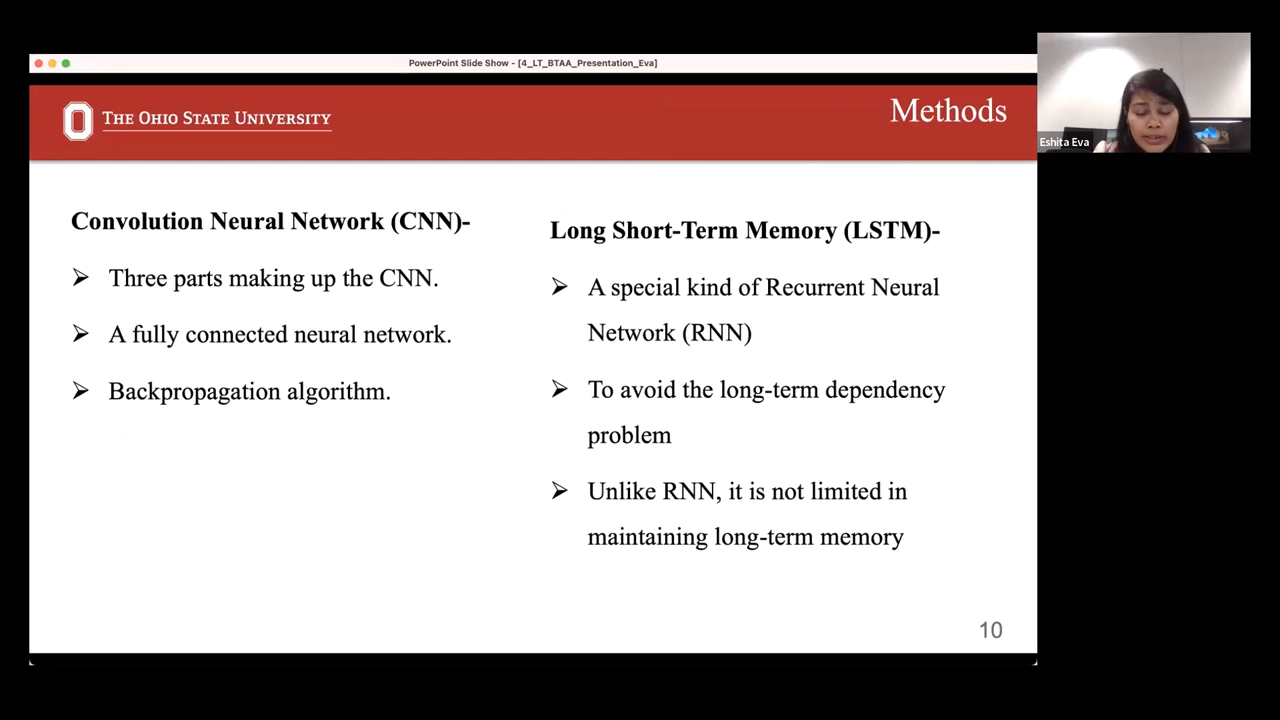 PowerPoint Slide Show - [4_LT_BTAA_Presentation_Eva]
THE OHIO STATE UNIVERSITY
Methods
Eshita Eva
Convolution Neural Network (CNN)-
➢ Three parts making up the CNN.
➢ A fully connected neural network.
➢ Backpropagation algorithm.
Long Short-Term Memory (LSTM)-
➢ A special kind of Recurrent Neural
Network (RNN)
➢ To avoid the long-term dependency
problem
➢ Unlike RNN, it is not limited in
maintaining long-term memory
10